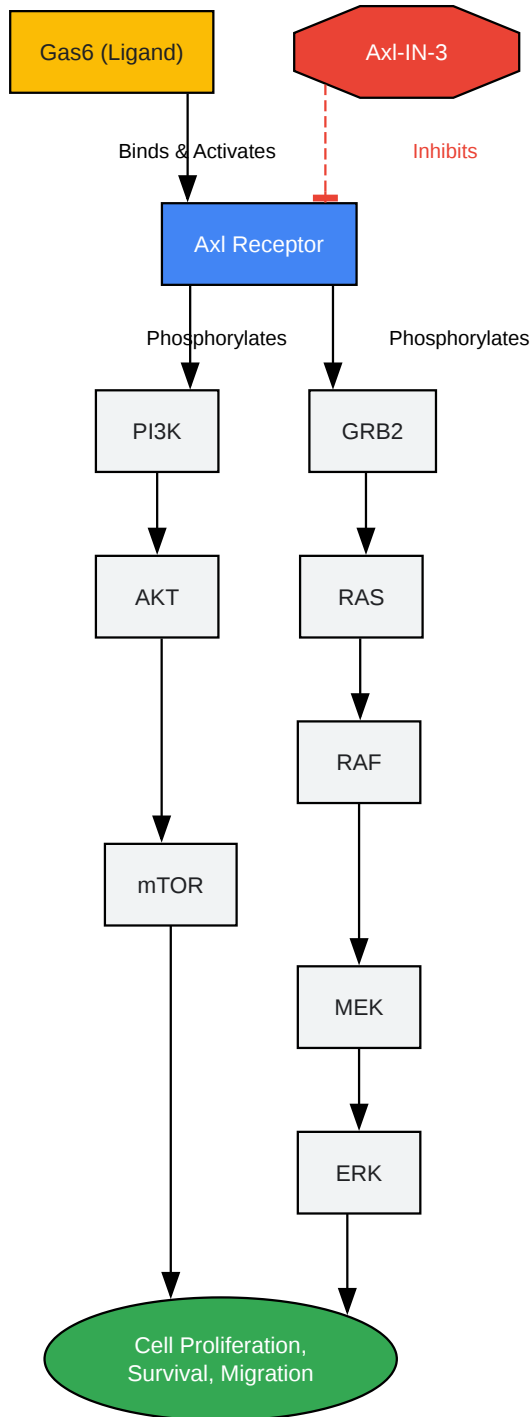 Gas6 (Ligand)
Axl-IN-3
Binds & Activates
Inhibits
Axl Receptor
Phosphorylates
Phosphorylates
PI3K
GRB2
AKT
RAS
RAF
mTOR
MEK
ERK
Cell Proliferation,
Survival, Migration